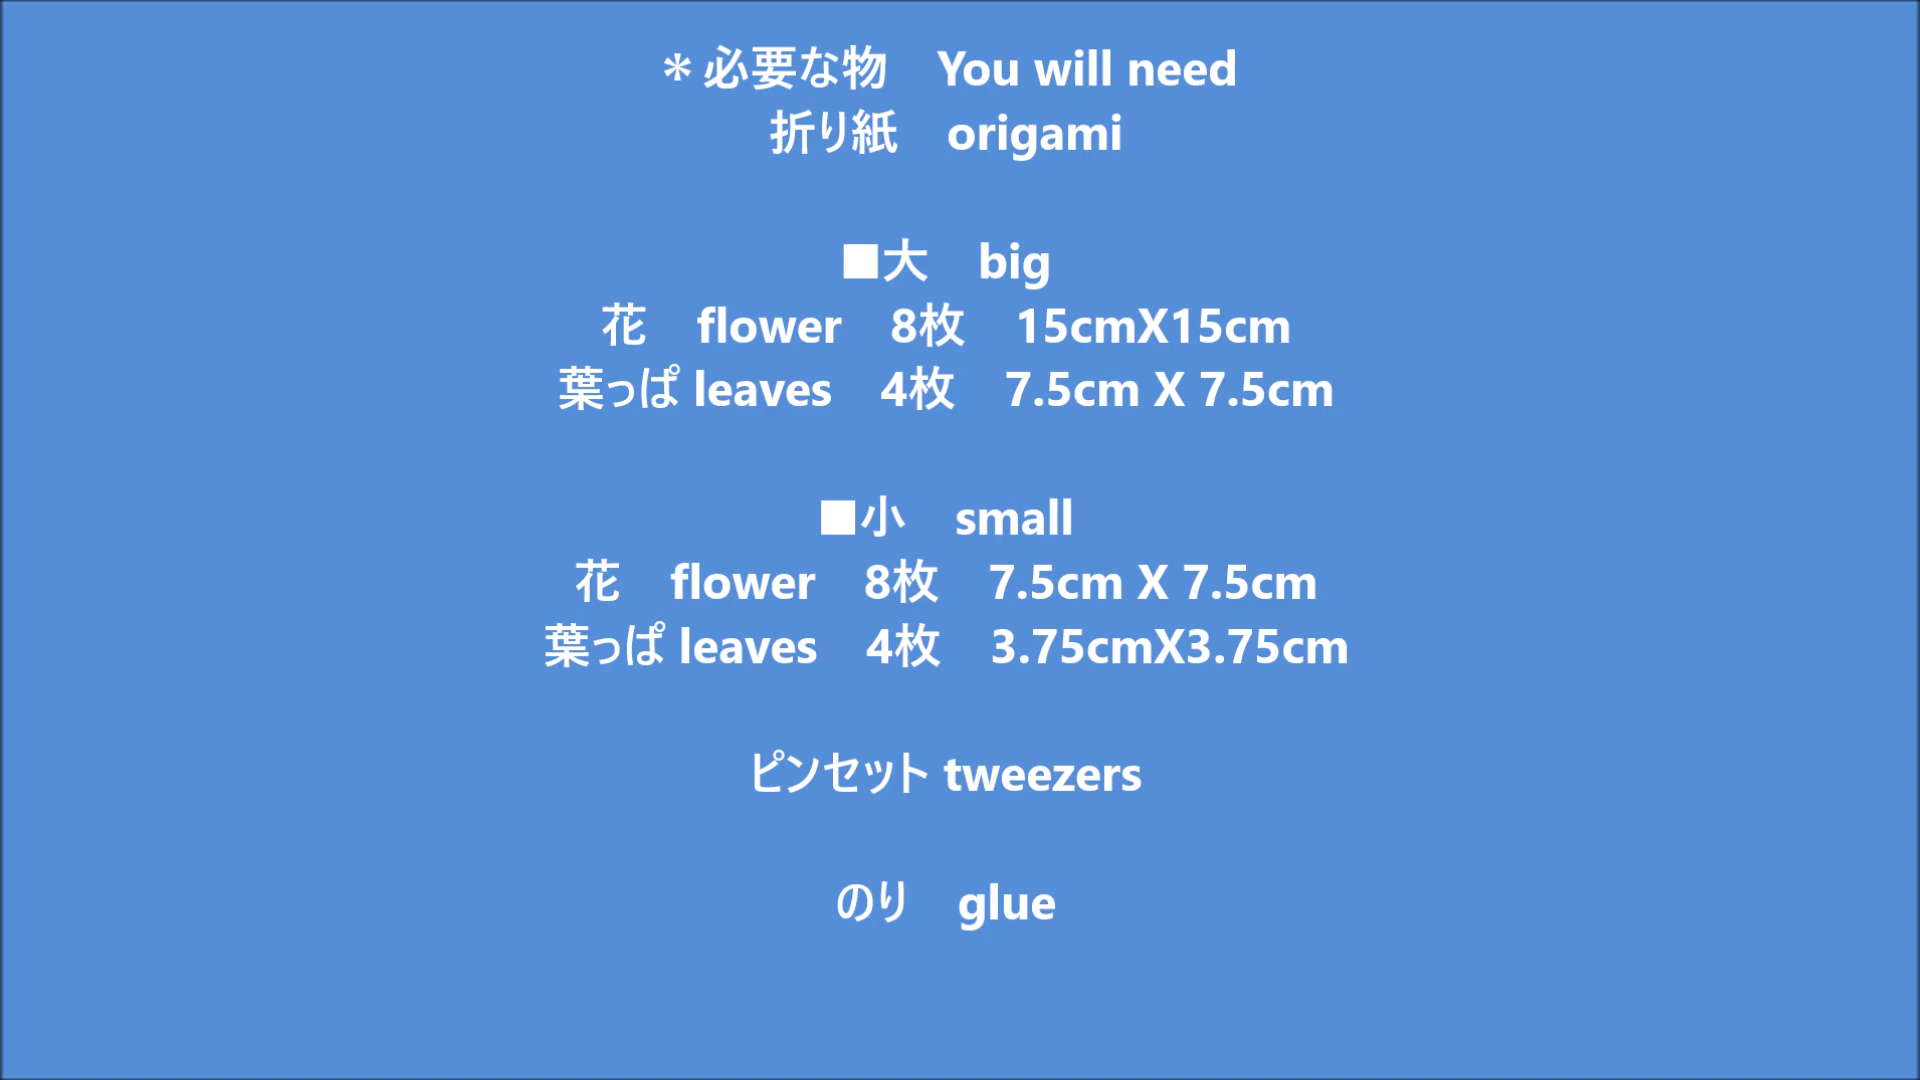 ＊必要な物　You will need
折り紙　origami
■大　big
花　flower　8枚　15cmX15cm
葉っぱ leaves　4枚　7.5cm X 7.5cm
■小　small
花　flower　8枚　7.5cm X 7.5cm
葉っぱ leaves　4枚　3.75cmX3.75cm
ピンセット tweezers
のり　glue